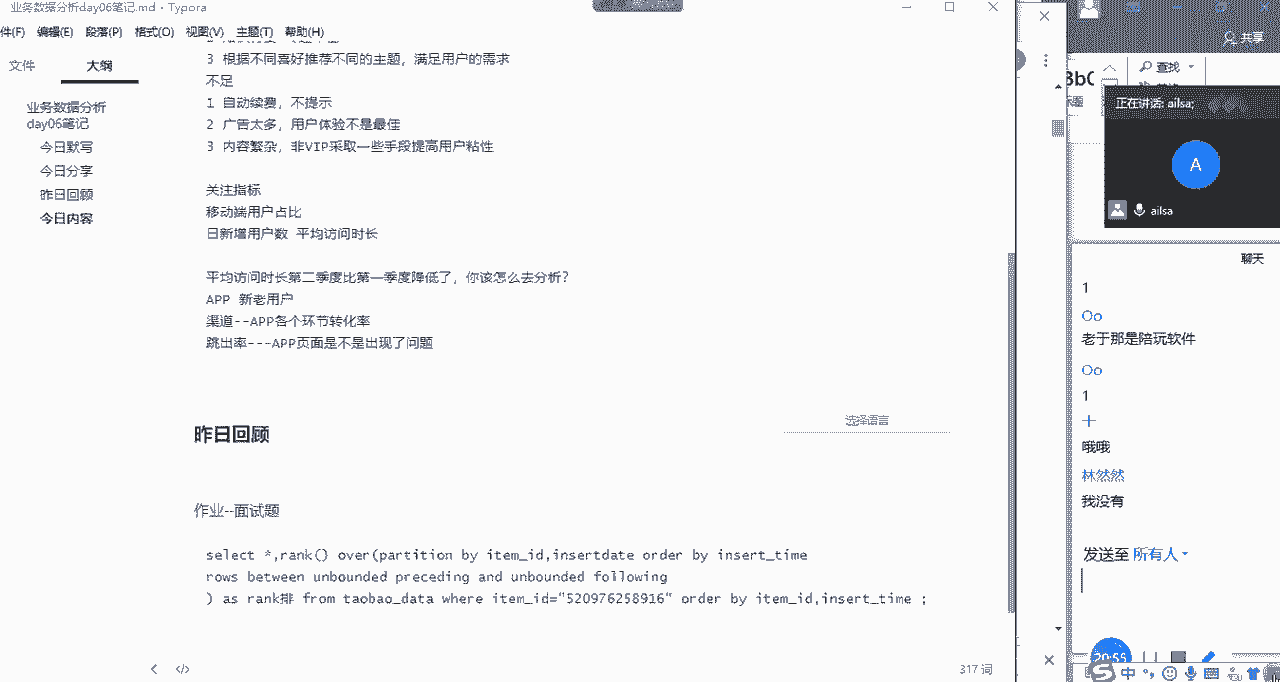 业务数据分析day06笔记.md - Typora
件(F) 编辑(E) 段落(P) 格式(O) 视图(V) 主题(T) 帮助(H)
文件 大纲
业务数据分析
day06笔记
今日默写
今日分享
昨日回顾
今日内容
3 根据不同喜好推荐不同的主题，满足用户的需求
不足
1 自动续费，不提示
2 广告太多，用户体验不是最佳
3 内容繁杂，非VIP采取一些手段提高用户粘性
关注指标
移动端用户占比
日新增用户数 平均访问时长
平均访问时长第二季度比第一季度降低了，你该怎么去分析？
APP 新老用户
渠道--APP各个环节转化率
跳出率---APP页面是不是出现了问题
选择语言
昨日回顾
作业--面试题
select *,rank() over(partition by item_id,insertdate order by insert_time
rows between unbounded preceding and unbounded following
) as rank排 from taobao_data where item_id="520976258916" order by item_id,insert_time ;
317 词
共享
查找
正在讲话: ailsa;
A
ailsa
聊天
1
Oo
老于那是陪玩软件
Oo
1
十
哦哦
林然然
我没有
发送至 所有人
20:55
中